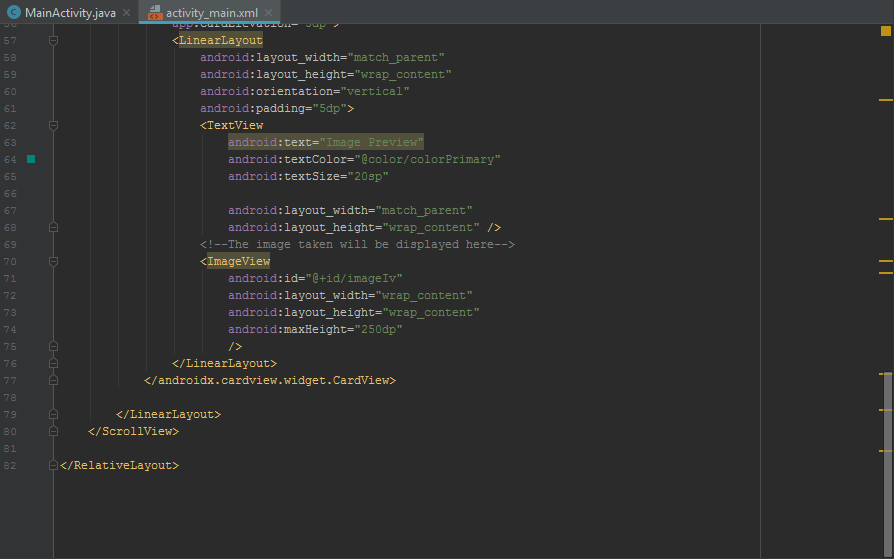 MainActivity.java
activity_main.xml
57 <LinearLayout
58 android:layout_width="match_parent"
59 android:layout_height="wrap_content"
60 android:orientation="vertical"
61 android:padding="5dp">
62 <TextView
63 android:text="Image Preview"
64 android:textColor="@color/colorPrimary"
65 android:textSize="20sp"
66
67 android:layout_width="match_parent"
68 android:layout_height="wrap_content" />
69 <!--The image taken will be displayed here-->
70 <ImageView
71 android:id="@+id/imageIv"
72 android:layout_width="wrap_content"
73 android:layout_height="wrap_content"
74 android:maxHeight="250dp"
75 />
76 </LinearLayout>
77 </androidx.cardview.widget.CardView>
78
79 </LinearLayout>
80 </ScrollView>
81
82 </RelativeLayout>